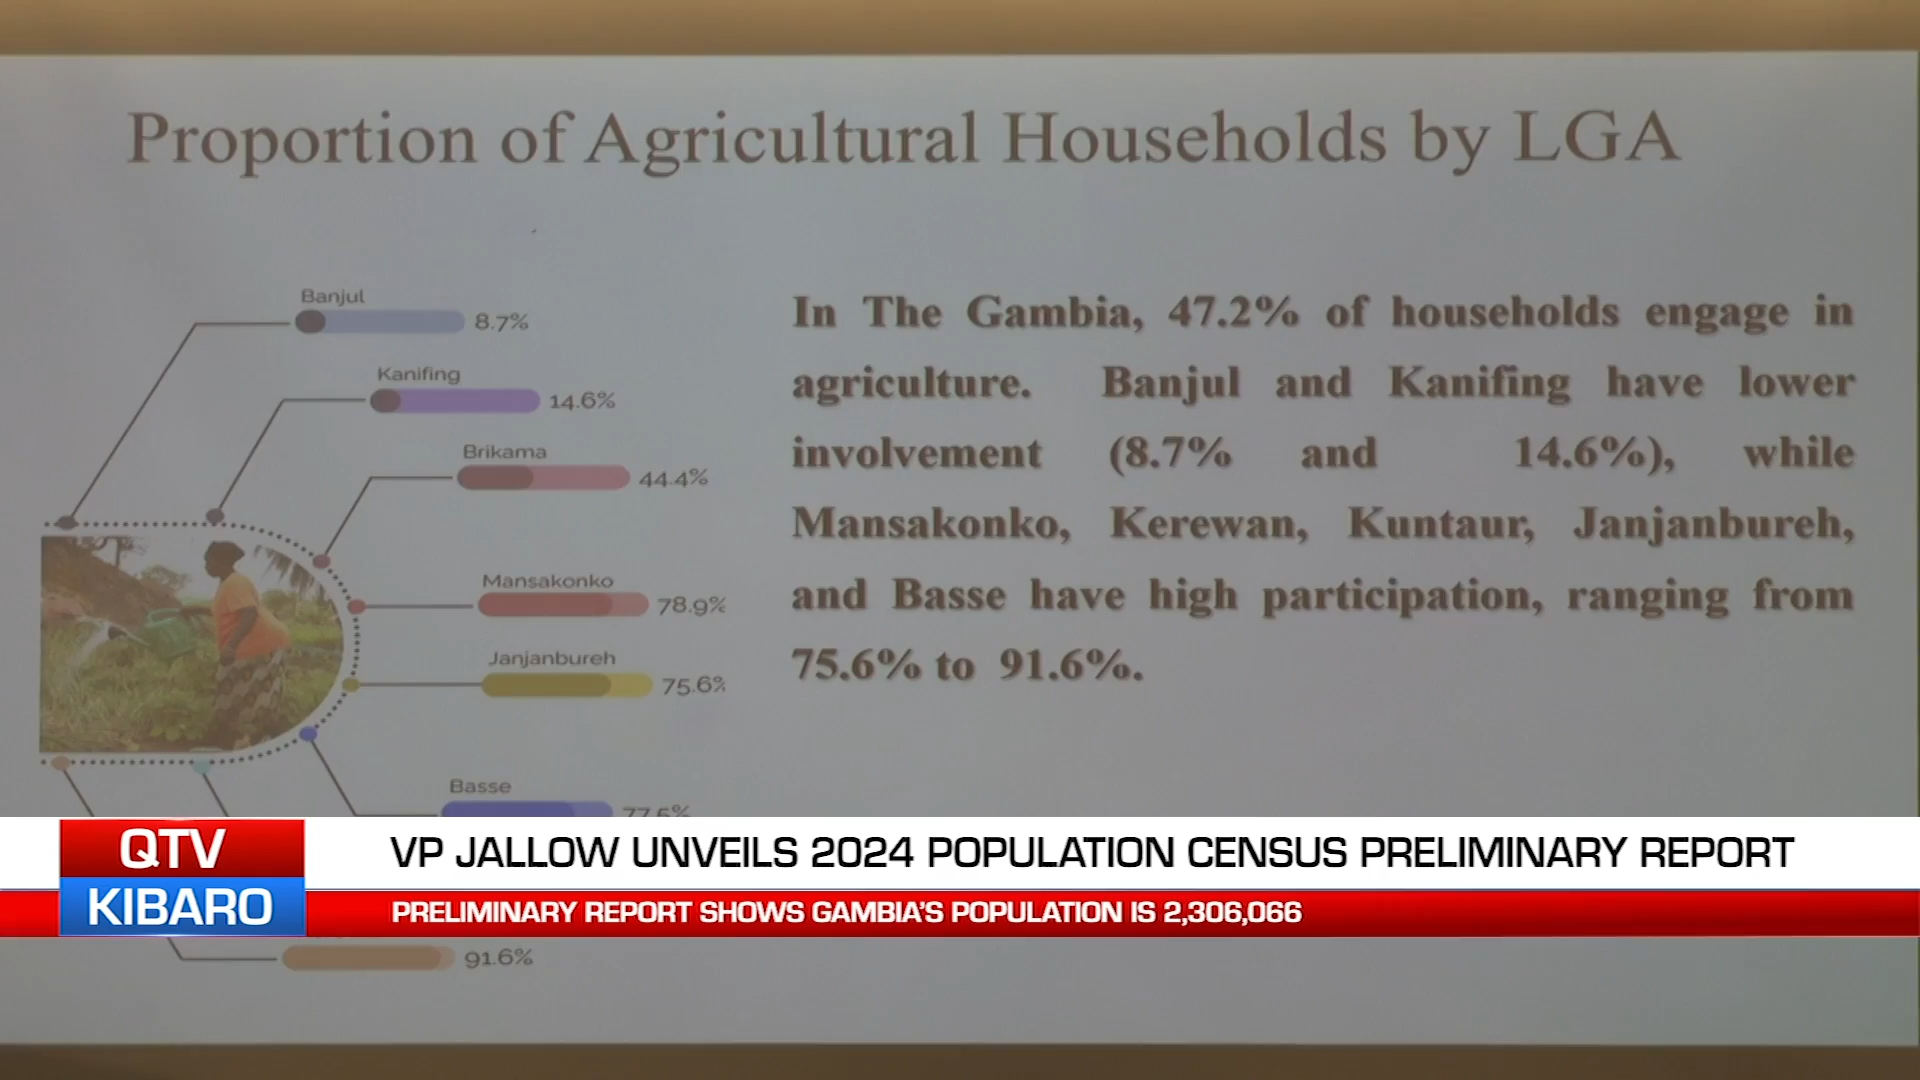 Proportion of Agricultural Households by LGA
Banjul
8.7%
Kanifing
14.6%
Brikama
44.4%
Mansakonko
78.9%
Janjanbureh
75.6%
Basse
77.5%
91.6%
In The Gambia, 47.2% of households engage in
agriculture. Banjul and Kanifing have lower
involvement (8.7% and 14.6%), while
Mansakonko, Kerewan, Kuntaur, Janjanbureh,
and Basse have high participation, ranging from
75.6% to 91.6%.
QTV
KIBARO
VP JALLOW UNVEILS 2024 POPULATION CENSUS PRELIMINARY REPORT
PRELIMINARY REPORT SHOWS GAMBIA'S POPULATION IS 2,306,066